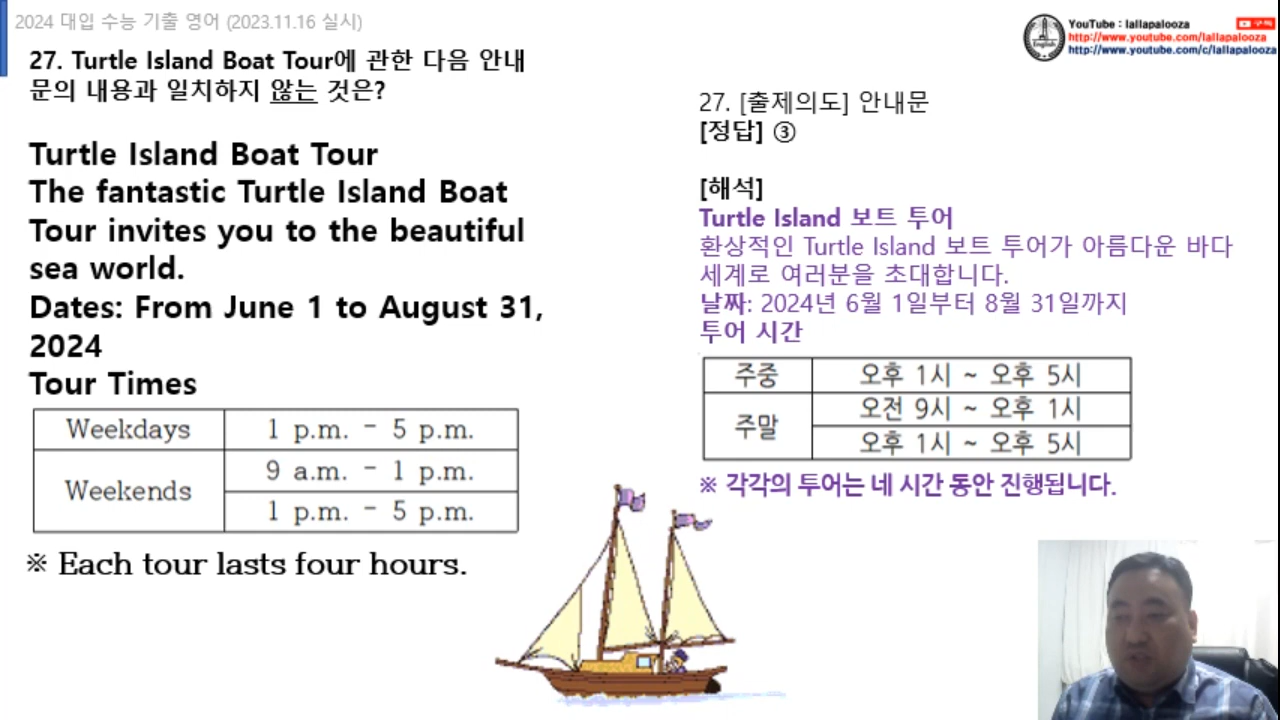 2024 대입 수능 기출 영어 (2023.11.16 실시)
27. Turtle Island Boat Tour에 관한 다음 안내
문의 내용과 일치하지 않는 것은?
Turtle Island Boat Tour
The fantastic Turtle Island Boat
Tour invites you to the beautiful
sea world.
Dates: From June 1 to August 31,
2024
Tour Times
Weekdays 1 p.m. - 5 p.m.
Weekends 9 a.m. - 1 p.m.
1 p.m. - 5 p.m.
※ Each tour lasts four hours.
YouTube : lallapalooza
구독
http://www.youtube.com/lallapalooza
http://www.youtube.com/c/lallapalooza
English
27. [출제의도] 안내문
[정답] ③
[해석]
Turtle Island 보트 투어
환상적인 Turtle Island 보트 투어가 아름다운 바다
세계로 여러분을 초대합니다.
날짜: 2024년 6월 1일부터 8월 31일까지
투어 시간
주중 오후 1시 ~ 오후 5시
주말 오전 9시 ~ 오후 1시
오후 1시 ~ 오후 5시
※ 각각의 투어는 네 시간 동안 진행됩니다.